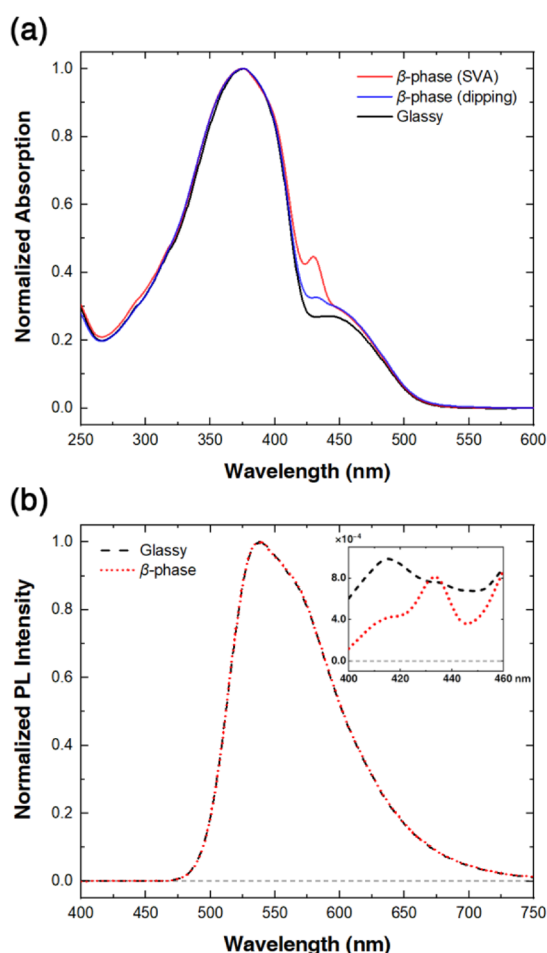 (a)
β-phase (SVA)
β-phase (dipping)
Glassy
Normalized Absorption
1.0
0.8
0.6
0.4
0.2
0.0
250 300 350 400 450 500 550 600
Wavelength (nm)
(b)
Glassy
β-phase
Normalized PL Intensity
1.0
0.8
0.6
0.4
0.2
0.0
×10⁻⁴
8.0
4.0
0.0
400 420 440 460 nm
400 450 500 550 600 650 700 750
Wavelength (nm)